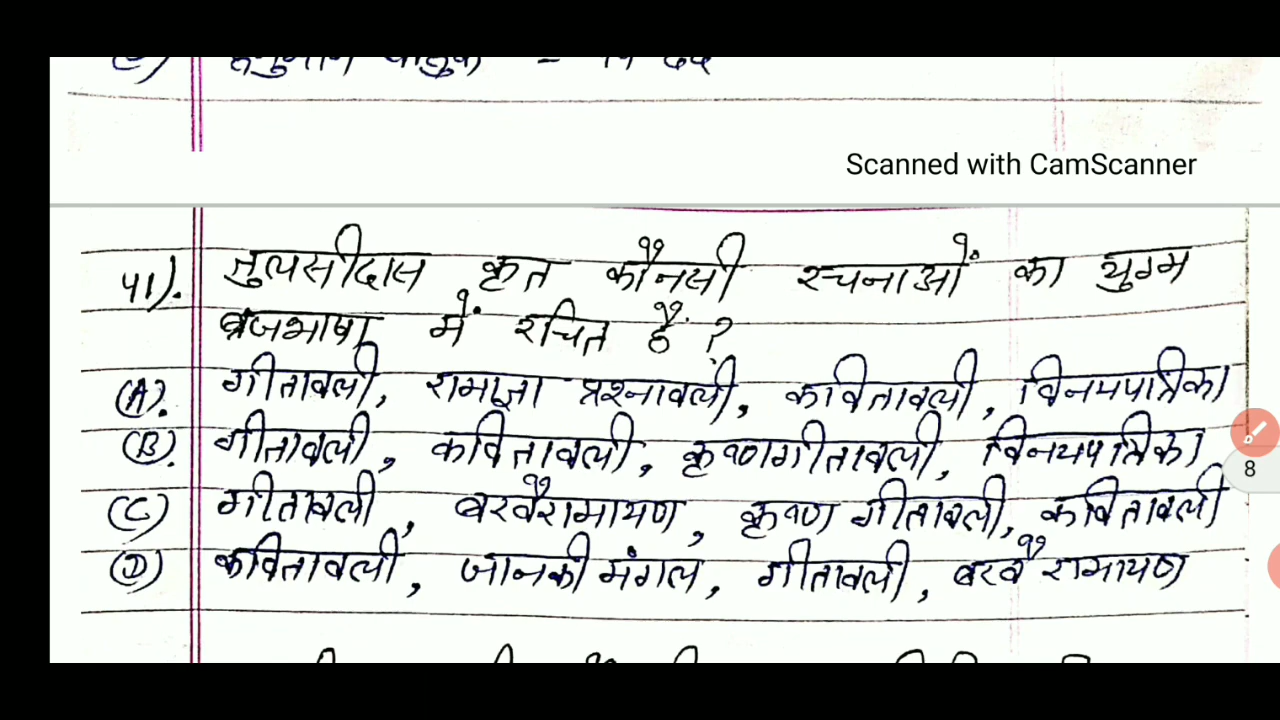 Scanned with CamScanner
41). तुलसीदास कृत कौनसी रचनाओं का युग्म
ब्रजभाषा में रचित है ?
(A). गीतावली, रामाज्ञा प्रश्नावली, कवितावली, विनयपत्रिका
(B). गीतावली, कवितावली, कृष्णगीतावली, विनयपत्रिका
8
(C) गीतावली, बरवैरामायण, कृष्ण गीतावली, कवितावली
(D) कवितावली, जानकी मंगल, गीतावली, बरवै रामायण